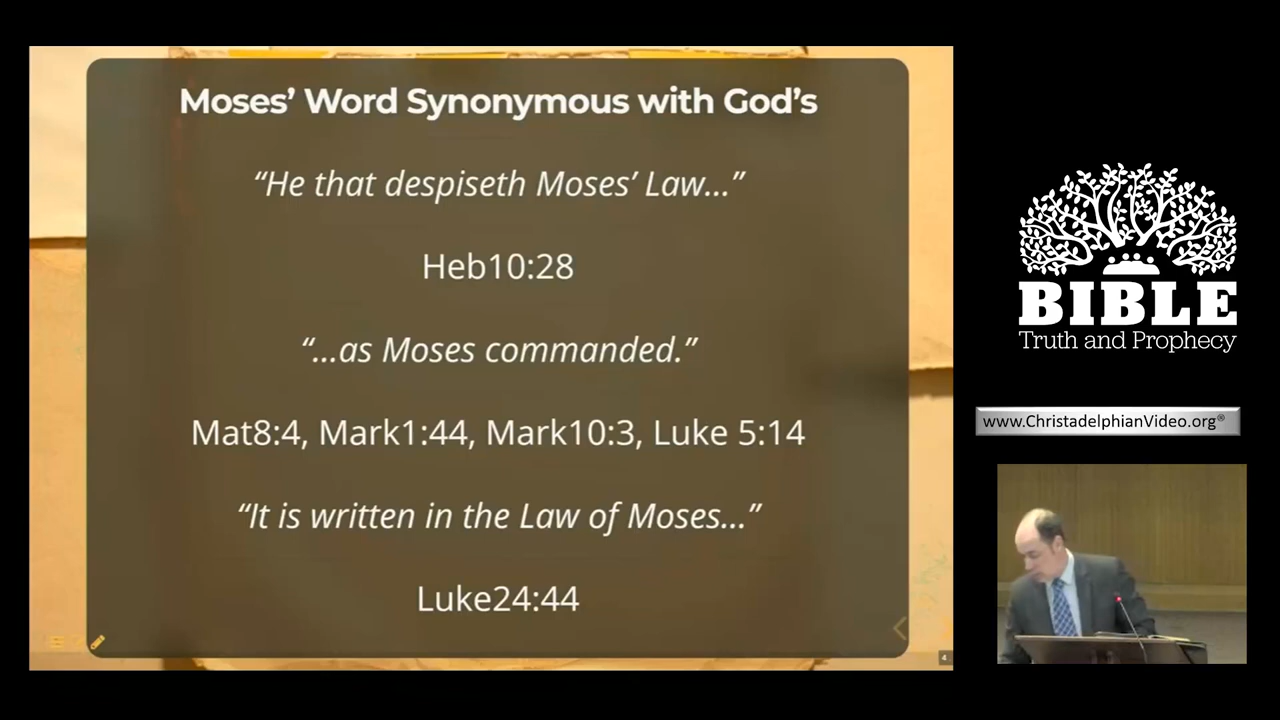 Moses’ Word Synonymous with God’s
“He that despiseth Moses’ Law...”
Heb10:28
“...as Moses commanded.”
Mat8:4, Mark1:44, Mark10:3, Luke 5:14
“It is written in the Law of Moses...”
Luke24:44
4
BIBLE
Truth and Prophecy
www.ChristadelphianVideo.org®